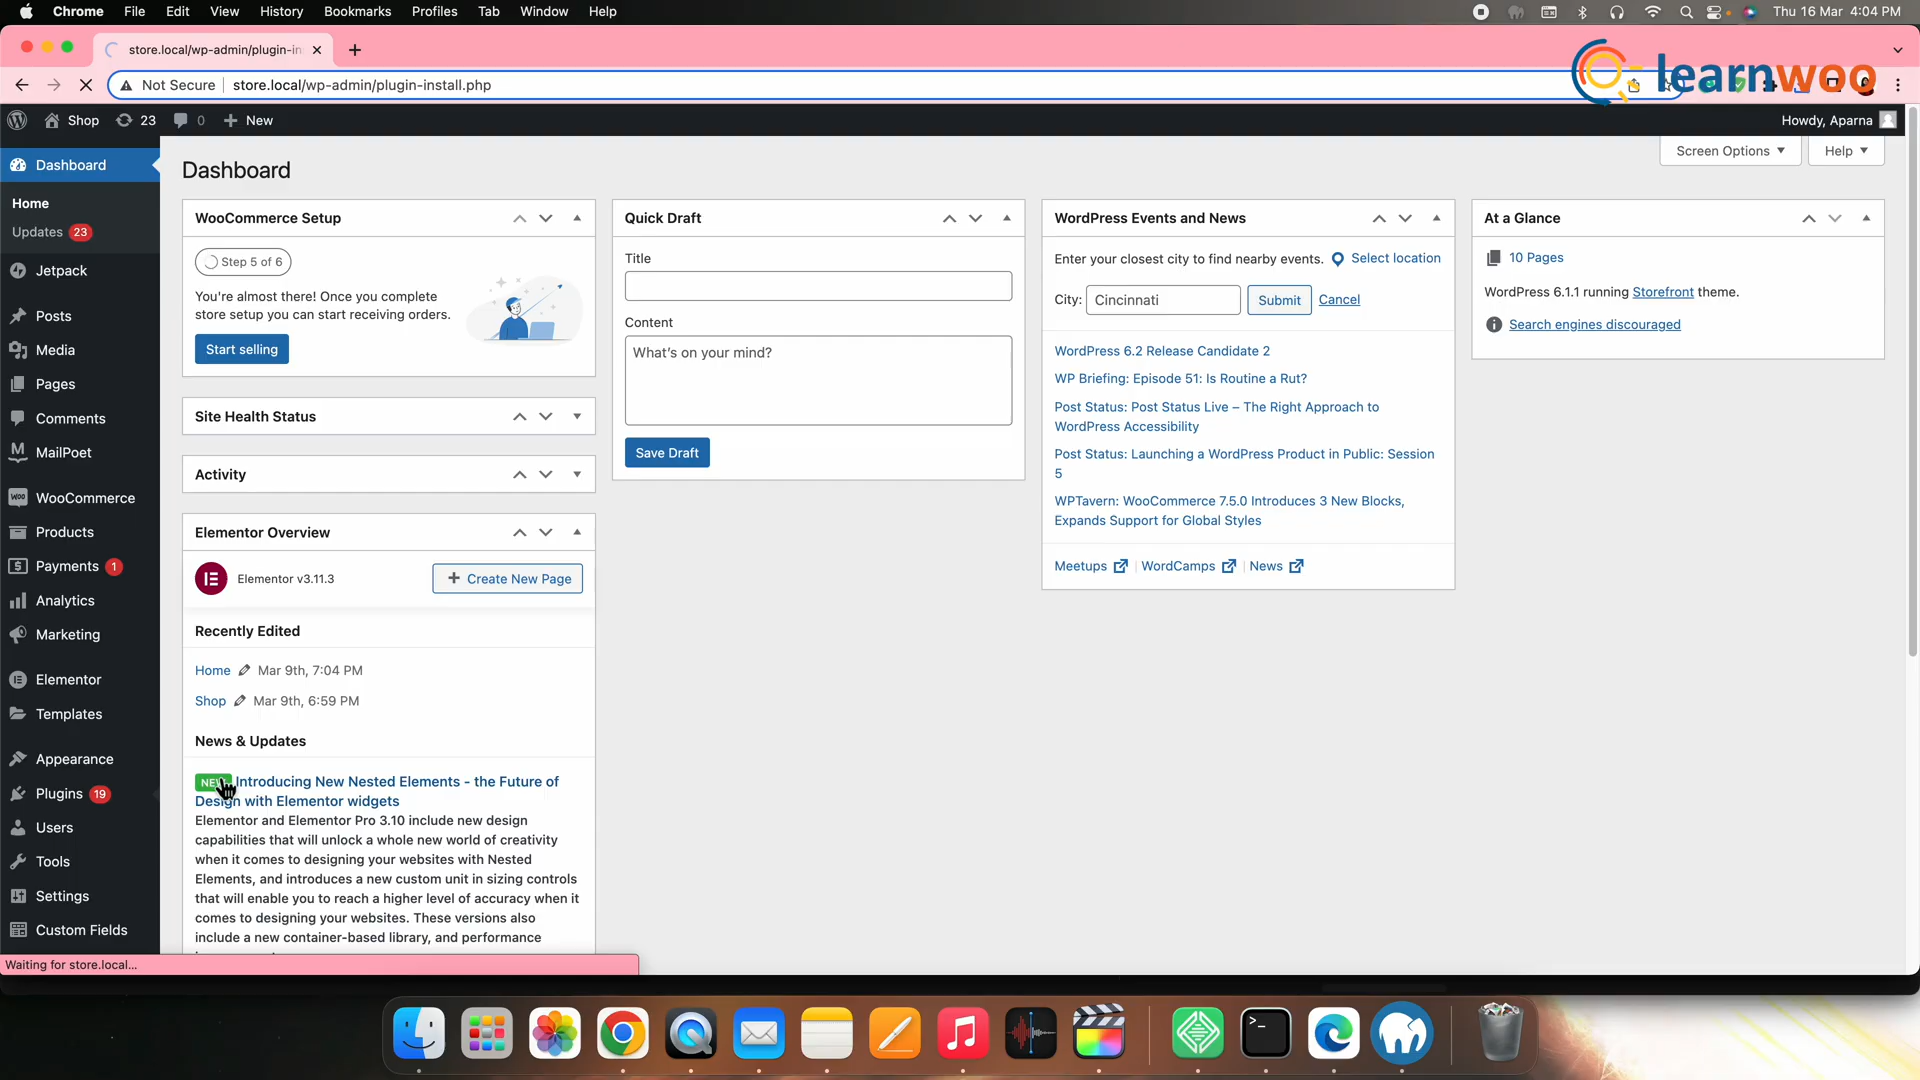 Chrome File Edit View History Bookmarks Profiles Tab Window Help Thu 16 Mar 4:04 PM
store.local/wp-admin/plugin-in
Not Secure store.local/wp-admin/plugin-install.php
learnwoo
Shop 23 0 New Howdy, Aparna
Screen Options Help
Dashboard
Home
Updates 23
Jetpack
Posts
Media
Pages
Comments
MailPoet
WooCommerce
Products
Payments 1
Analytics
Marketing
Elementor
Templates
Appearance
Plugins 19
Users
Tools
Settings
Custom Fields
Dashboard
WooCommerce Setup
Step 5 of 6
You're almost there! Once you complete
store setup you can start receiving orders.
Start selling
Site Health Status
Activity
Elementor Overview
Elementor v3.11.3
Create New Page
Recently Edited
Home Mar 9th, 7:04 PM
Shop Mar 9th, 6:59 PM
News & Updates
Introducing New Nested Elements - the Future of
Design with Elementor widgets
Elementor and Elementor Pro 3.10 include new design
capabilities that will unlock a whole new world of creativity
when it comes to designing your websites with Nested
Elements, and introduces a new custom unit in sizing controls
that will enable you to reach a higher level of accuracy when it
comes to designing your websites. These versions also
include a new container-based library, and performance
Quick Draft
Title
Content
What's on your mind?
Save Draft
WordPress Events and News
Enter your closest city to find nearby events. Select location
City: Cincinnati Submit Cancel
WordPress 6.2 Release Candidate 2
WP Briefing: Episode 51: Is Routine a Rut?
Post Status: Post Status Live – The Right Approach to
WordPress Accessibility
Post Status: Launching a WordPress Product in Public: Session
5
WPTavern: WooCommerce 7.5.0 Introduces 3 New Blocks,
Expands Support for Global Styles
Meetups WordCamps News
At a Glance
10 Pages
WordPress 6.1.1 running Storefront theme.
Search engines discouraged
Waiting for store.local...